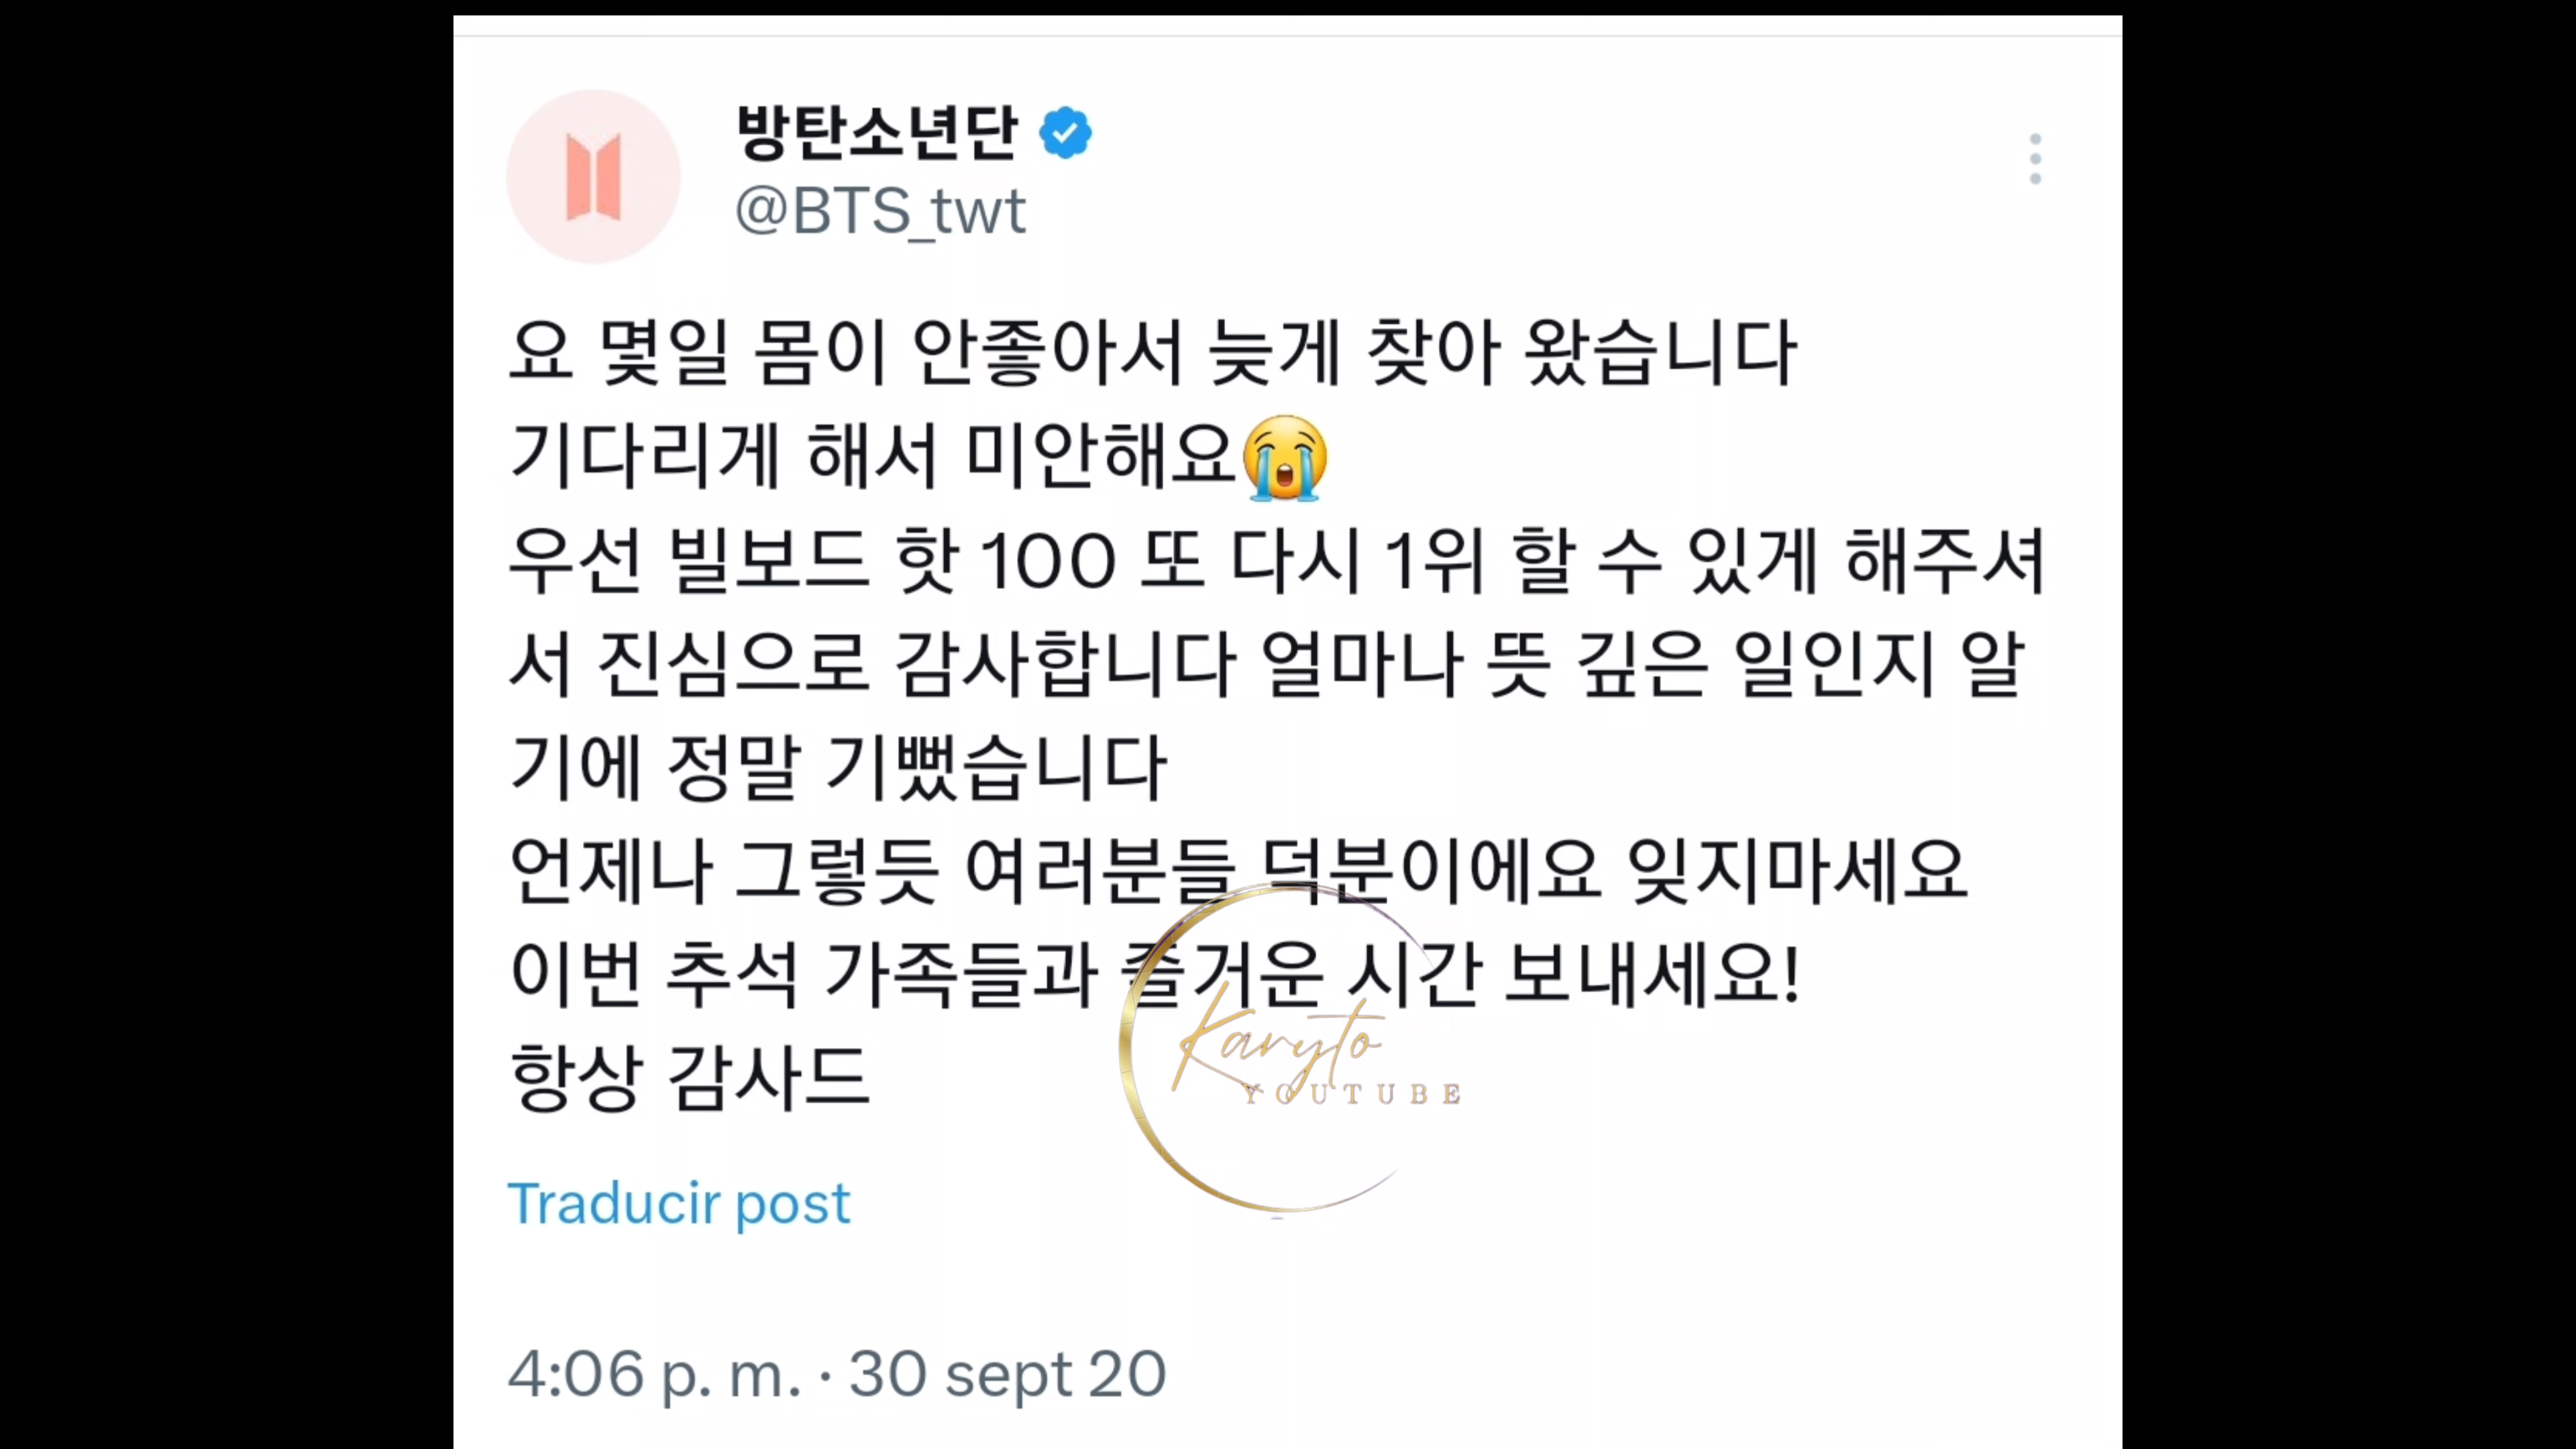 방탄소년단
@BTS_twt
요 몇일 몸이 안좋아서 늦게 찾아 왔습니다
기다리게 해서 미안해요😭
우선 빌보드 핫 100 또 다시 1위 할 수 있게 해주셔
서 진심으로 감사합니다 얼마나 뜻 깊은 일인지 알
기에 정말 기뻤습니다
언제나 그렇듯 여러분들 덕분이에요 잊지마세요
이번 추석 가족들과 즐거운 시간 보내세요!
항상 감사드
Karyto
YOUTUBE
Traducir post
4:06 p. m. · 30 sept 20